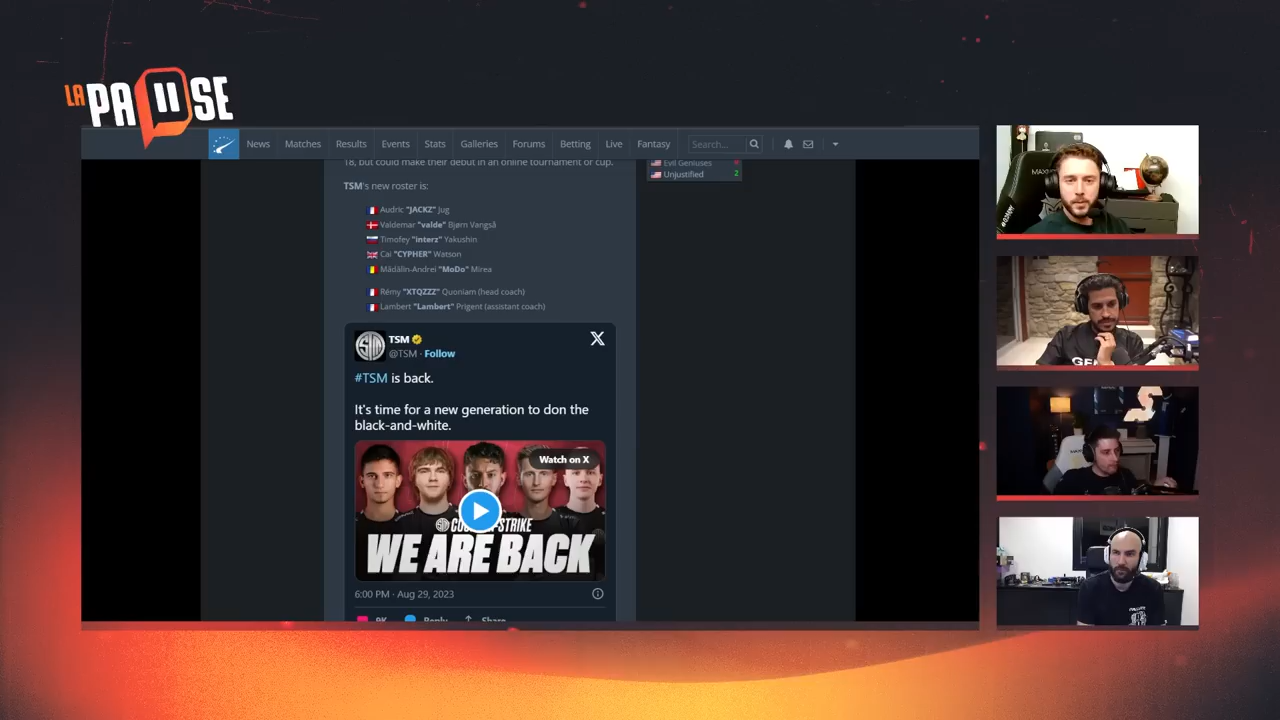 LA PAUSE
News Matches Results Events Stats Galleries Forums Betting Live Fantasy Search...
18, but could make their debut in an online tournament or cup.
Evil Geniuses
Unjustified 2
TSM's new roster is:
Audric "JACKZ" Jug
Valdemar "valde" Bjørn Vangså
Timofey "interz" Yakushin
Cai "CYPHER" Watson
Mădălin-Andrei "MoDo" Mirea
Rémy "XTQZZZ" Quoniam (head coach)
Lambert "Lambert" Prigent (assistant coach)
TSM
@TSM · Follow
X
#TSM is back.
It's time for a new generation to don the
black-and-white.
Watch on X
WE ARE BACK
6:00 PM · Aug 29, 2023
9K Reply Share